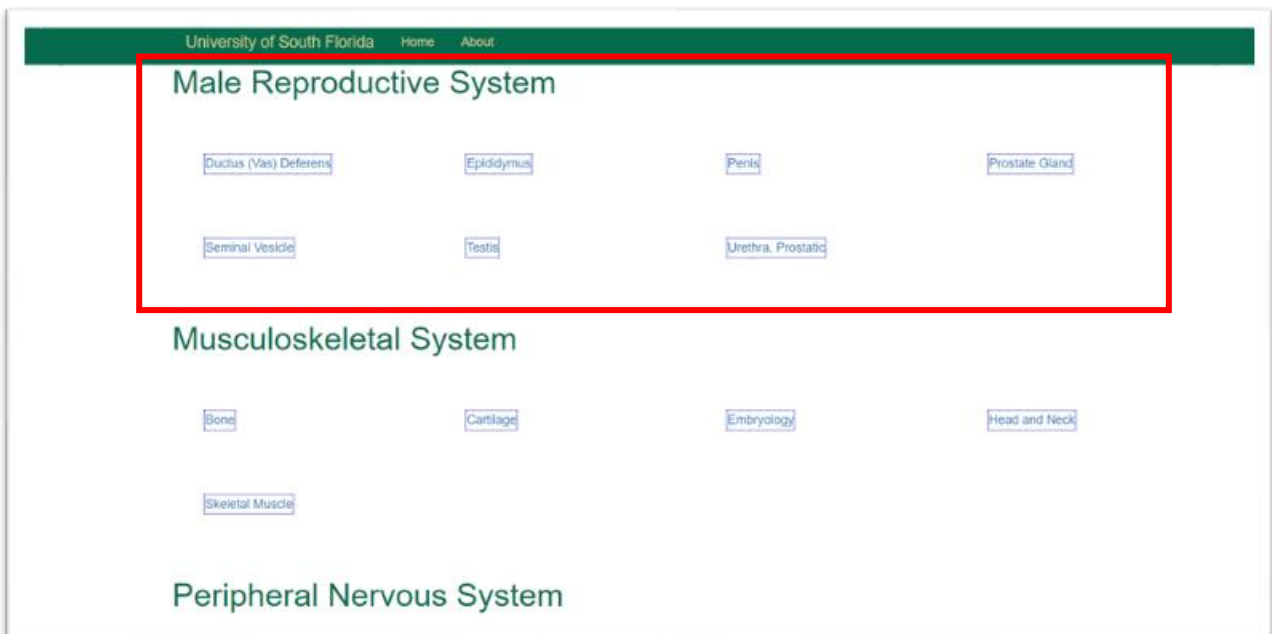 University of South Florida Home About
Male Reproductive System
Ductus (Vas) Deferens Epididymus Penis Prostate Gland
Seminal Vesicle Testis Urethra, Prostatic
Musculoskeletal System
Bone Cartilage Embryology Head and Neck
Skeletal Muscle
Peripheral Nervous System